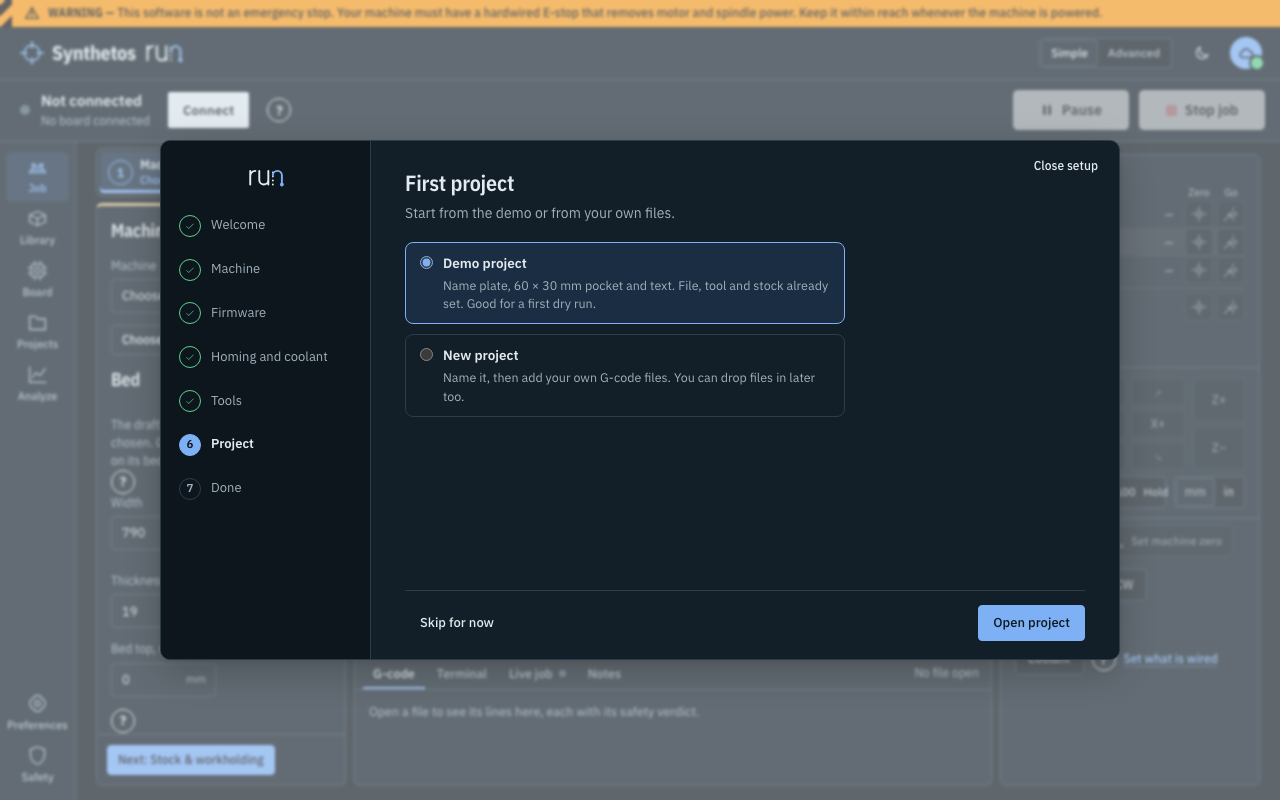 WARNING — This software is not an emergency stop. Your machine must have a hardwired E-stop that removes motor and spindle power. Keep it within reach whenever the machine is powered.
Synthetos run
Simple Advanced
Not connected
No board connected
Connect
?
Pause
Stop job
Job
Library
Board
Projects
Analyze
Preferences
Safety
1
Bed
Width
790
19
0 mm
?
Next: Stock & workholding
run
Welcome
Machine
Firmware
Homing and coolant
Tools
6 Project
7 Done
Close setup
First project
Start from the demo or from your own files.
Demo project
Name plate, 60 × 30 mm pocket and text. File, tool and stock already
set. Good for a first dry run.
New project
Name it, then add your own G-code files. You can drop files in later
too.
Skip for now
Open project
G-code Terminal Live job Notes
No file open
Open a file to see its lines here, each with its safety verdict.
Zero Go
Z+
X+
Z−
Hold mm in
Set machine zero
Set what is wired